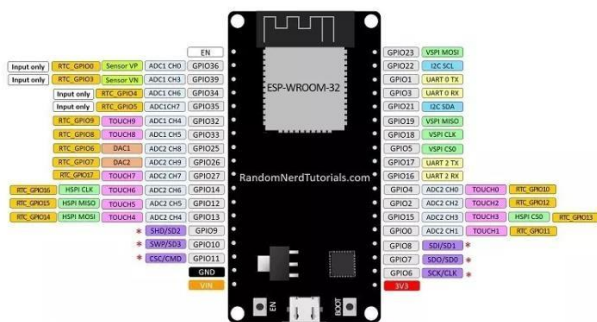 EN
Input only RTC_GPIO0 Sensor VP ADC1 CH0 GPIO36
Input only RTC_GPIO3 Sensor VN ADC1 CH3 GPIO39
Input only RTC_GPIO4 ADC1 CH6 GPIO34
Input only RTC_GPIO5 ADC1CH7 GPIO35
RTC_GPIO9 TOUCH9 ADC1 CH4 GPIO32
RTC_GPIO8 TOUCH8 ADC1 CH5 GPIO33
RTC_GPIO6 DAC1 ADC2 CH8 GPIO25
RTC_GPIO7 DAC2 ADC2 CH9 GPIO26
RTC_GPIO17 TOUCH7 ADC2 CH7 GPIO27
RTC_GPIO16 HSPI CLK TOUCH6 ADC2 CH6 GPIO14
RTC_GPIO15 HSPI MISO TOUCH5 ADC2 CH5 GPIO12
RTC_GPIO14 HSPI MOSI TOUCH4 ADC2 CH4 GPIO13
* SHD/SD2 GPIO9
* SWP/SD3 GPIO10
* CSC/CMD GPIO11
GND
VIN
ESP-WROOM-32
RandomNerdTutorials.com
EN
BOOT
GPIO23 VSPI MOSI
GPIO22 I2C SCL
GPIO1 UART 0 TX
GPIO3 UART 0 RX
GPIO21 I2C SDA
GPIO19 VSPI MISO
GPIO18 VSPI CLK
GPIO5 VSPI CS0
GPIO17 UART 2 TX
GPIO16 UART 2 RX
GPIO4 ADC2 CH0 TOUCH0 RTC_GPIO10
GPIO2 ADC2 CH2 TOUCH2 RTC_GPIO12
GPIO15 ADC2 CH3 TOUCH3 HSPI CS0 RTC_GPIO13
GPIO0 ADC2 CH1 TOUCH1 RTC_GPIO11
GPIO8 SDI/SD1 *
GPIO7 SDO/SD0 *
GPIO6 SCK/CLK *
3V3